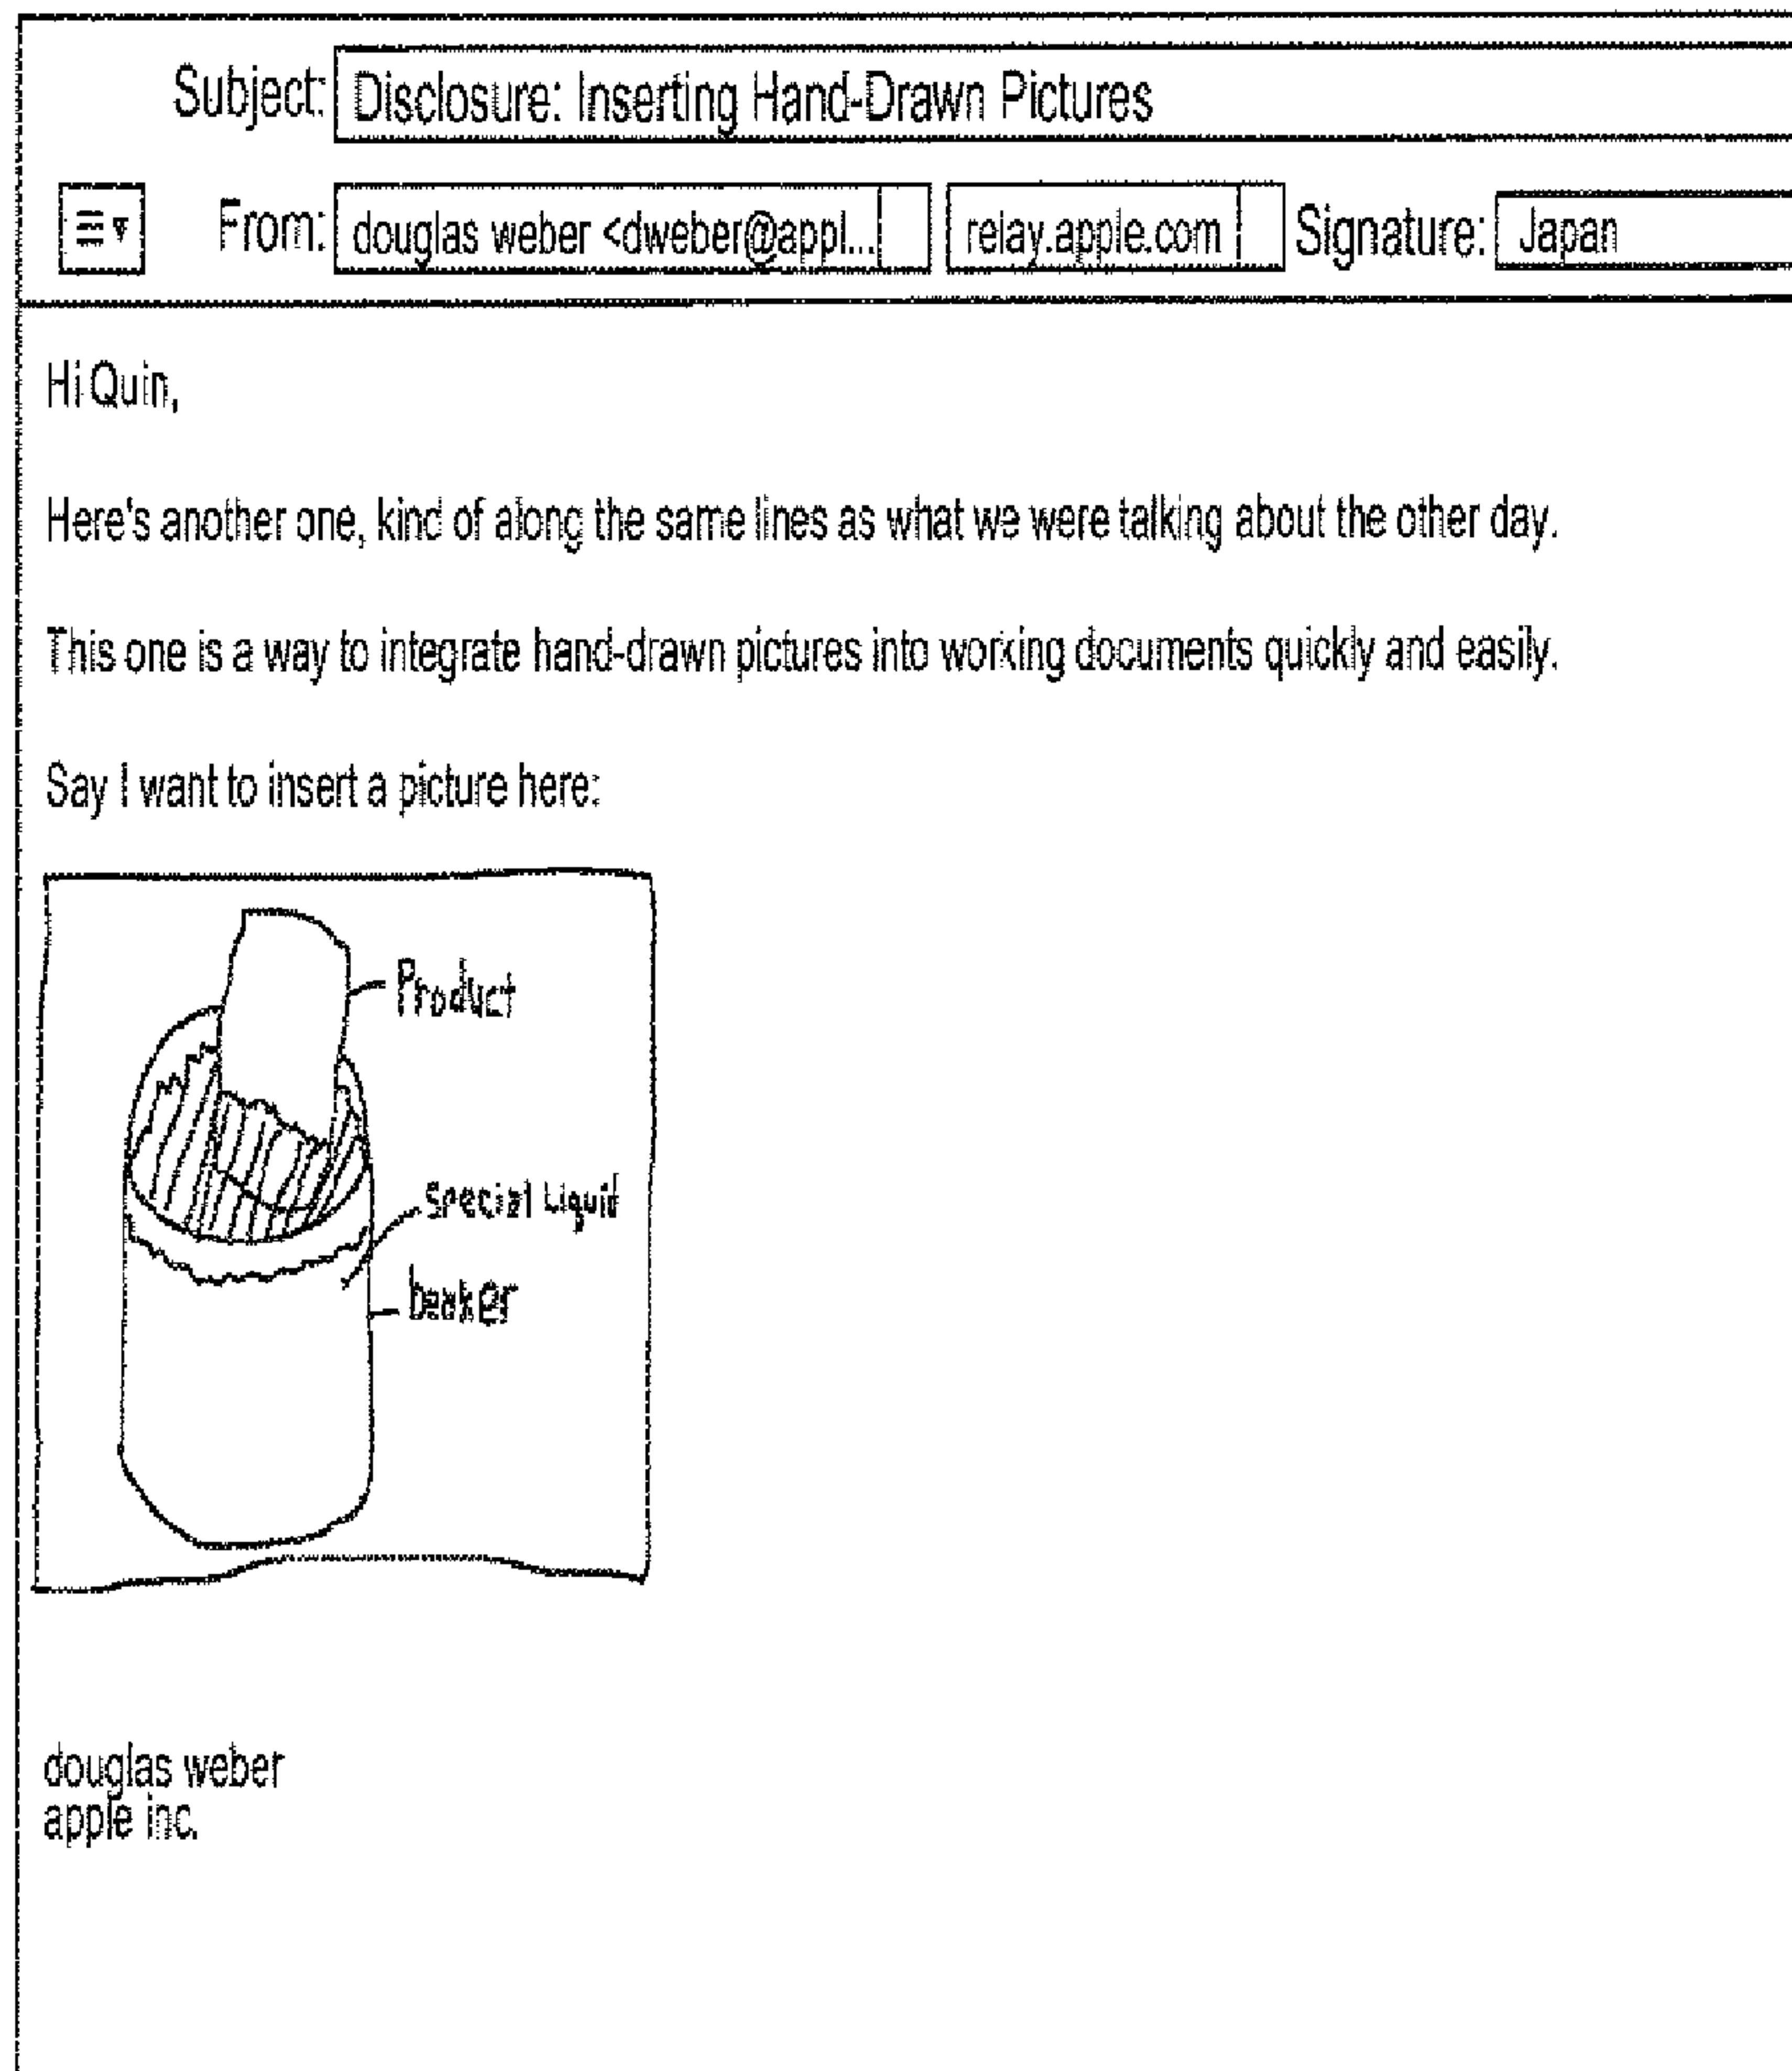 Subject: Disclosure: Inserting Hand-Drawn Pictures
From: douglas weber <dweber@appl... relay.apple.com Signature: Japan
Hi Quin,
Here's another one, kind of along the same lines as what we were talking about the other day.
This one is a way to integrate hand-drawn pictures into working documents quickly and easily.
Say I want to insert a picture here:
Product
Special Liquid
beaker
douglas weber
apple inc.